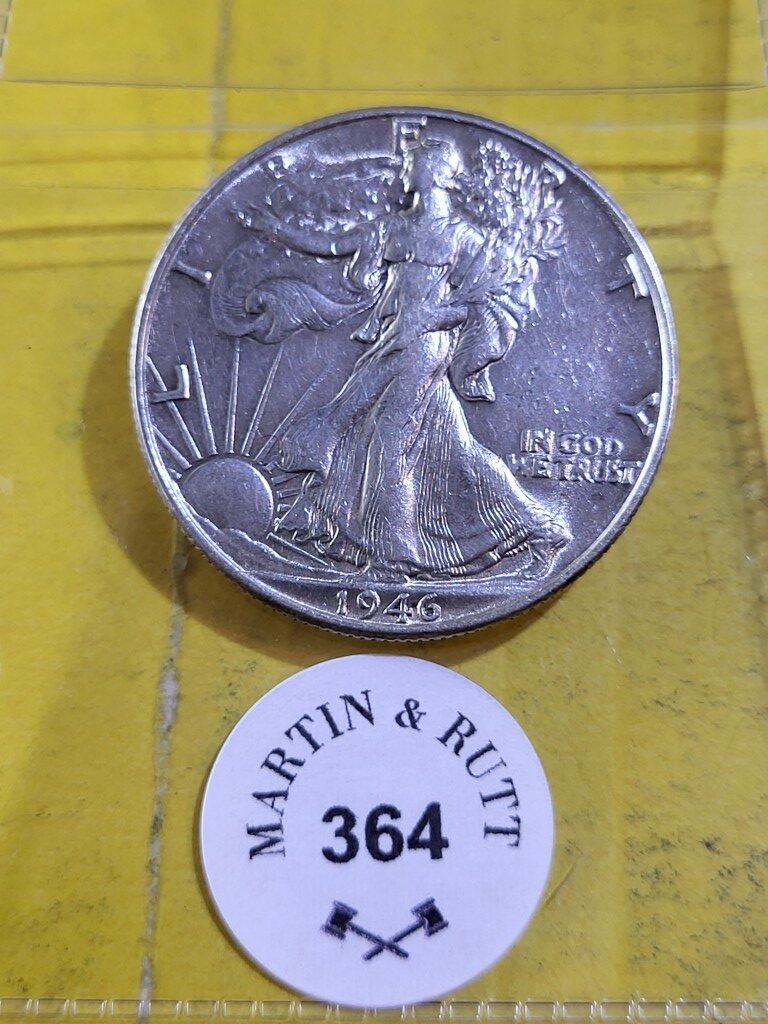 LIBERTY
IN GOD
WE TRUST
1946
MARTIN & RUTT
364